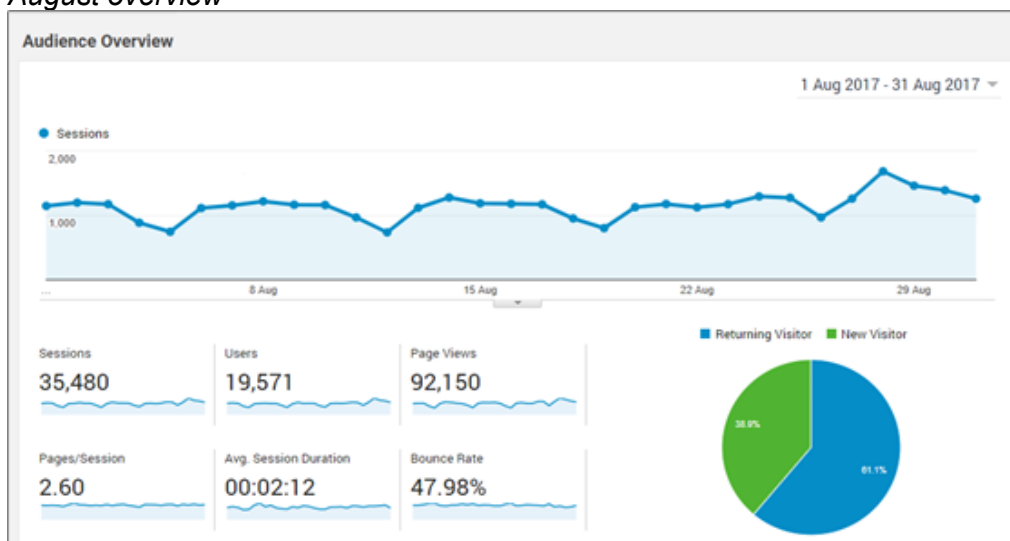 August overview
Audience Overview
1 Aug 2017 - 31 Aug 2017
Sessions
2,000
1,000
...
8 Aug
15 Aug
22 Aug
29 Aug
Returning Visitor
New Visitor
Sessions
35,480
Users
19,571
Page Views
92,150
38.9%
61.1%
Pages/Session
2.60
Avg. Session Duration
00:02:12
Bounce Rate
47.98%